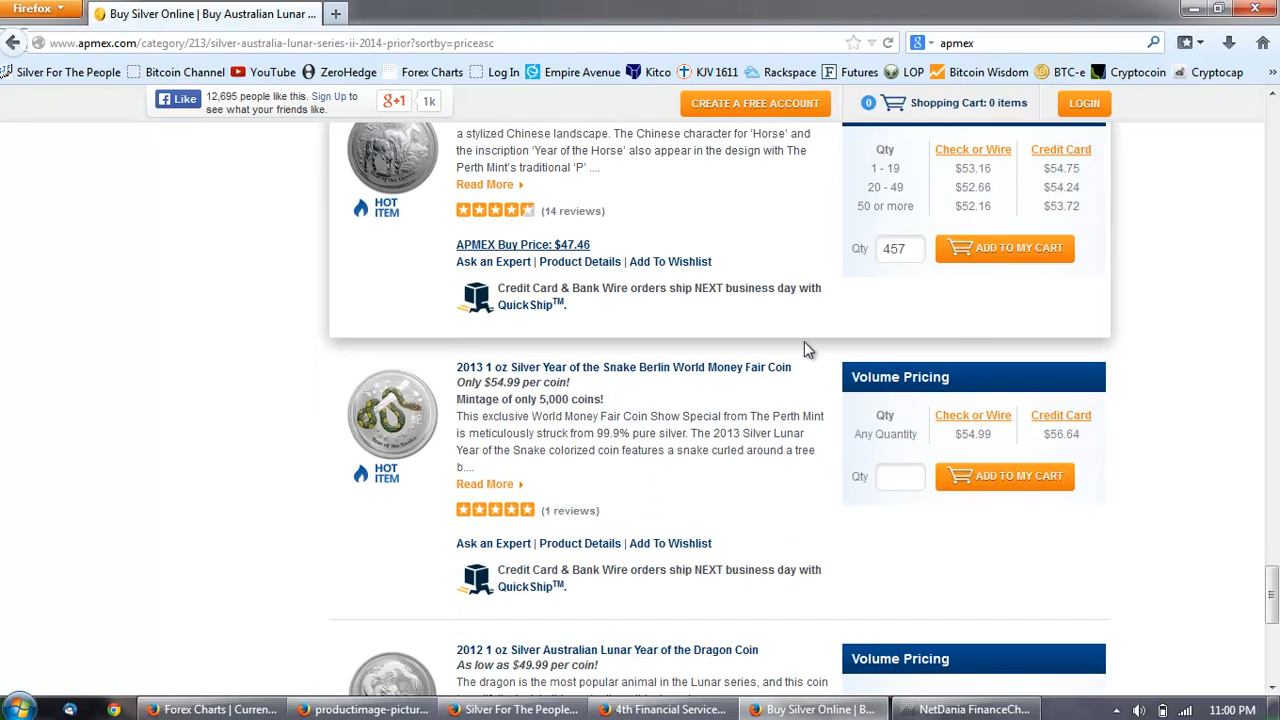 Firefox
Buy Silver Online | Buy Australian Lunar ...
www.apmex.com/category/213/silver-australia-lunar-series-ii-2014-prior?sortby=priceasc
apmex
Silver For The People
Bitcoin Channel
YouTube
ZeroHedge
Forex Charts
Log In
Empire Avenue
Kitco
KJV 1611
Rackspace
Futures
LOP
Bitcoin Wisdom
BTC-e
Cryptocoin
Cryptocap
»
Like
12,695 people like this. Sign Up to
see what your friends like.
g+1
1k
CREATE A FREE ACCOUNT
0
Shopping Cart: 0 items
LOGIN
a stylized Chinese landscape. The Chinese character for ‘Horse’ and
the inscription ‘Year of the Horse’ also appear in the design with The
Perth Mint’s traditional ‘P’ ....
Read More
HOT
ITEM
(14 reviews)
APMEX Buy Price: $47.46
Ask an Expert | Product Details | Add To Wishlist
Credit Card & Bank Wire orders ship NEXT business day with
QuickShip™.
Qty Check or Wire Credit Card
1 - 19 $53.16 $54.75
20 - 49 $52.66 $54.24
50 or more $52.16 $53.72
Qty 457 ADD TO MY CART
2013 1 oz Silver Year of the Snake Berlin World Money Fair Coin
Only $54.99 per coin!
Mintage of only 5,000 coins!
This exclusive World Money Fair Coin Show Special from The Perth Mint
is meticulously struck from 99.9% pure silver. The 2013 Silver Lunar
Year of the Snake colorized coin features a snake curled around a tree
b....
Read More
Year of the Snake
HOT
ITEM
(1 reviews)
Ask an Expert | Product Details | Add To Wishlist
Credit Card & Bank Wire orders ship NEXT business day with
QuickShip™.
Volume Pricing
Qty Check or Wire Credit Card
Any Quantity $54.99 $56.64
Qty ADD TO MY CART
2012 1 oz Silver Australian Lunar Year of the Dragon Coin
As low as $49.99 per coin!
The dragon is the most popular animal in the Lunar series, and this coin
Volume Pricing
Forex Charts | Curren...
productimage-pictur...
Silver For The People...
4th Financial Service...
Buy Silver Online | B...
NetDania FinanceCh...
11:00 PM